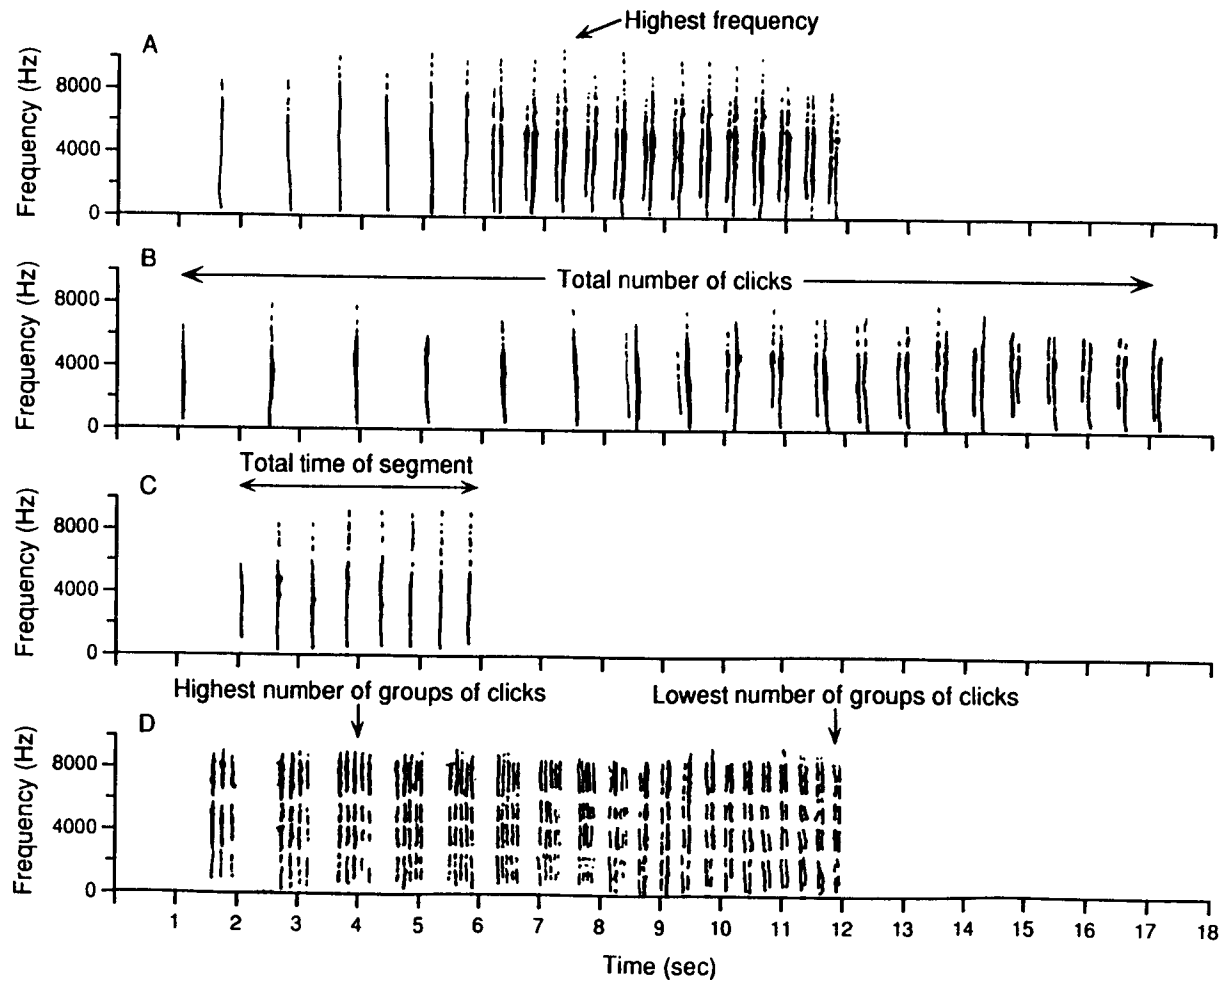 Highest frequency
A
Frequency (Hz)
8000
4000
0
B
Total number of clicks
Frequency (Hz)
8000
4000
0
Total time of segment
C
Frequency (Hz)
8000
4000
0
Highest number of groups of clicks
Lowest number of groups of clicks
D
Frequency (Hz)
8000
4000
0
1 2 3 4 5 6 7 8 9 10 11 12 13 14 15 16 17 18
Time (sec)